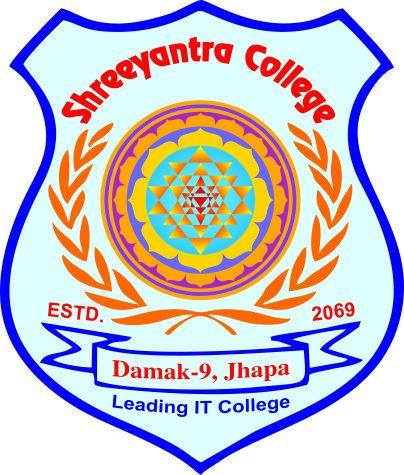 Shreeyantra College
ESTD. 2069
Damak-9, Jhapa
Leading IT College